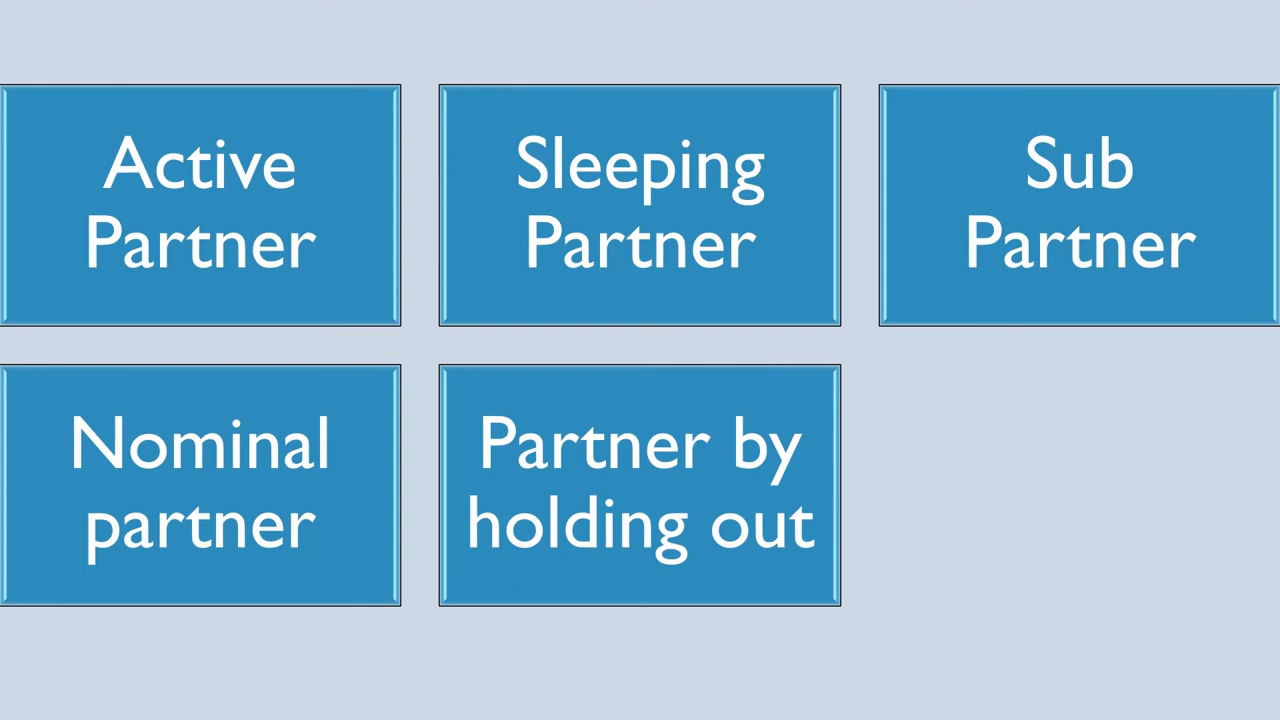 Active
Partner
Sleeping
Partner
Sub
Partner
Nominal
partner
Partner by
holding out